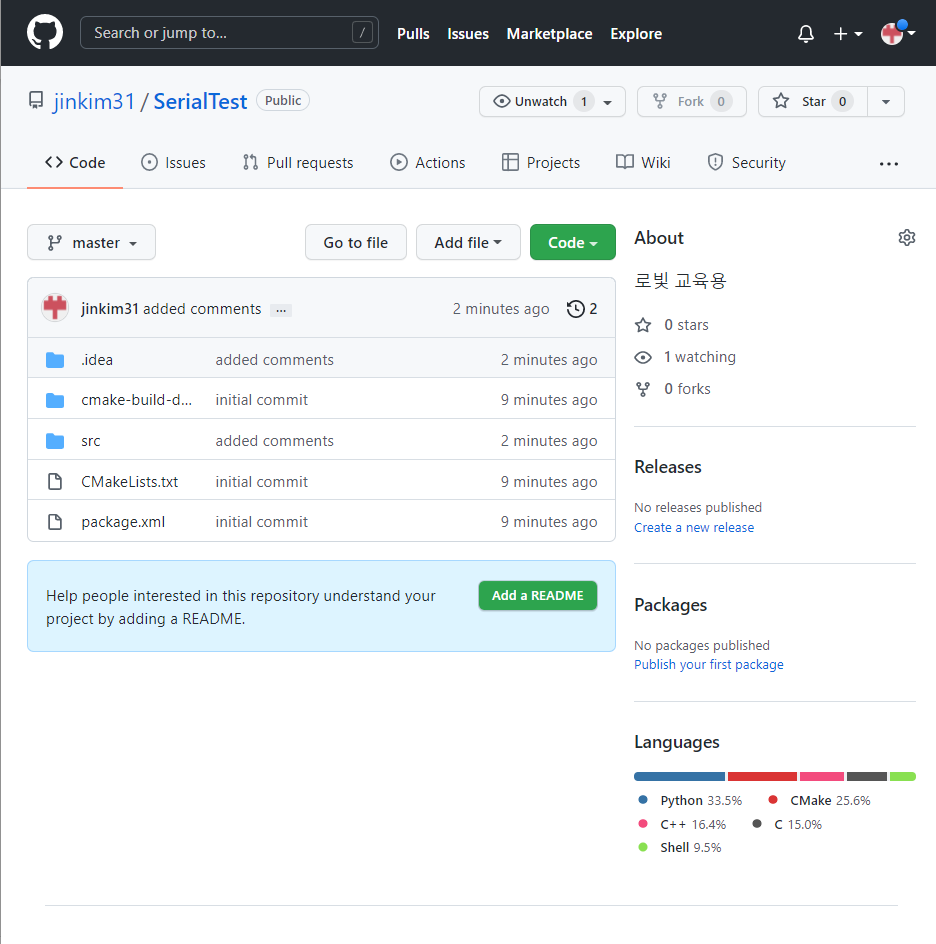 Search or jump to... / Pulls Issues Marketplace Explore
jinkim31 / SerialTest Public Unwatch 1 Fork 0 Star 0
Code Issues Pull requests Actions Projects Wiki Security ...
master Go to file Add file Code
jinkim31 added comments ... 2 minutes ago 2
.idea added comments 2 minutes ago
cmake-build-d... initial commit 9 minutes ago
src added comments 2 minutes ago
CMakeLists.txt initial commit 9 minutes ago
package.xml initial commit 9 minutes ago
Help people interested in this repository understand your
project by adding a README.
Add a README
About
로빛 교육용
0 stars
1 watching
0 forks
Releases
No releases published
Create a new release
Packages
No packages published
Publish your first package
Languages
Python 33.5% CMake 25.6%
C++ 16.4% C 15.0%
Shell 9.5%